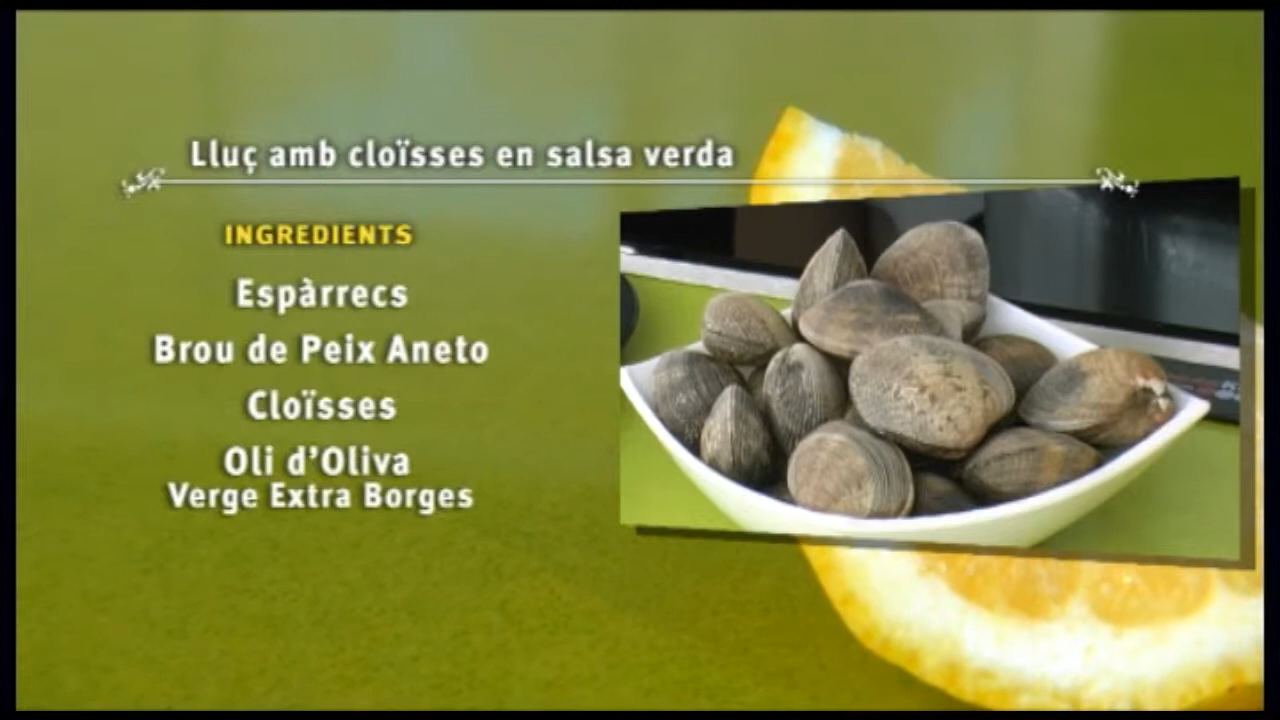 Lluç amb cloïsses en salsa verda
INGREDIENTS
Espàrrecs
Brou de Peix Aneto
Cloïsses
Oli d’Oliva
Verge Extra Borges